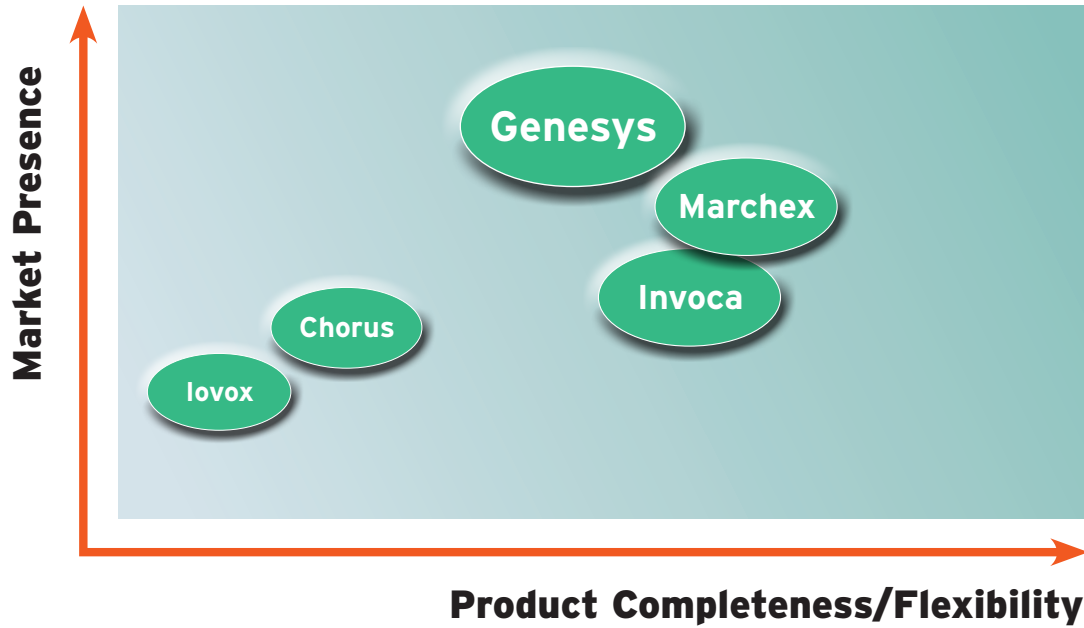 Market Presence
Genesys
Marchex
Invoca
Chorus
Iovox
Product Completeness/Flexibility